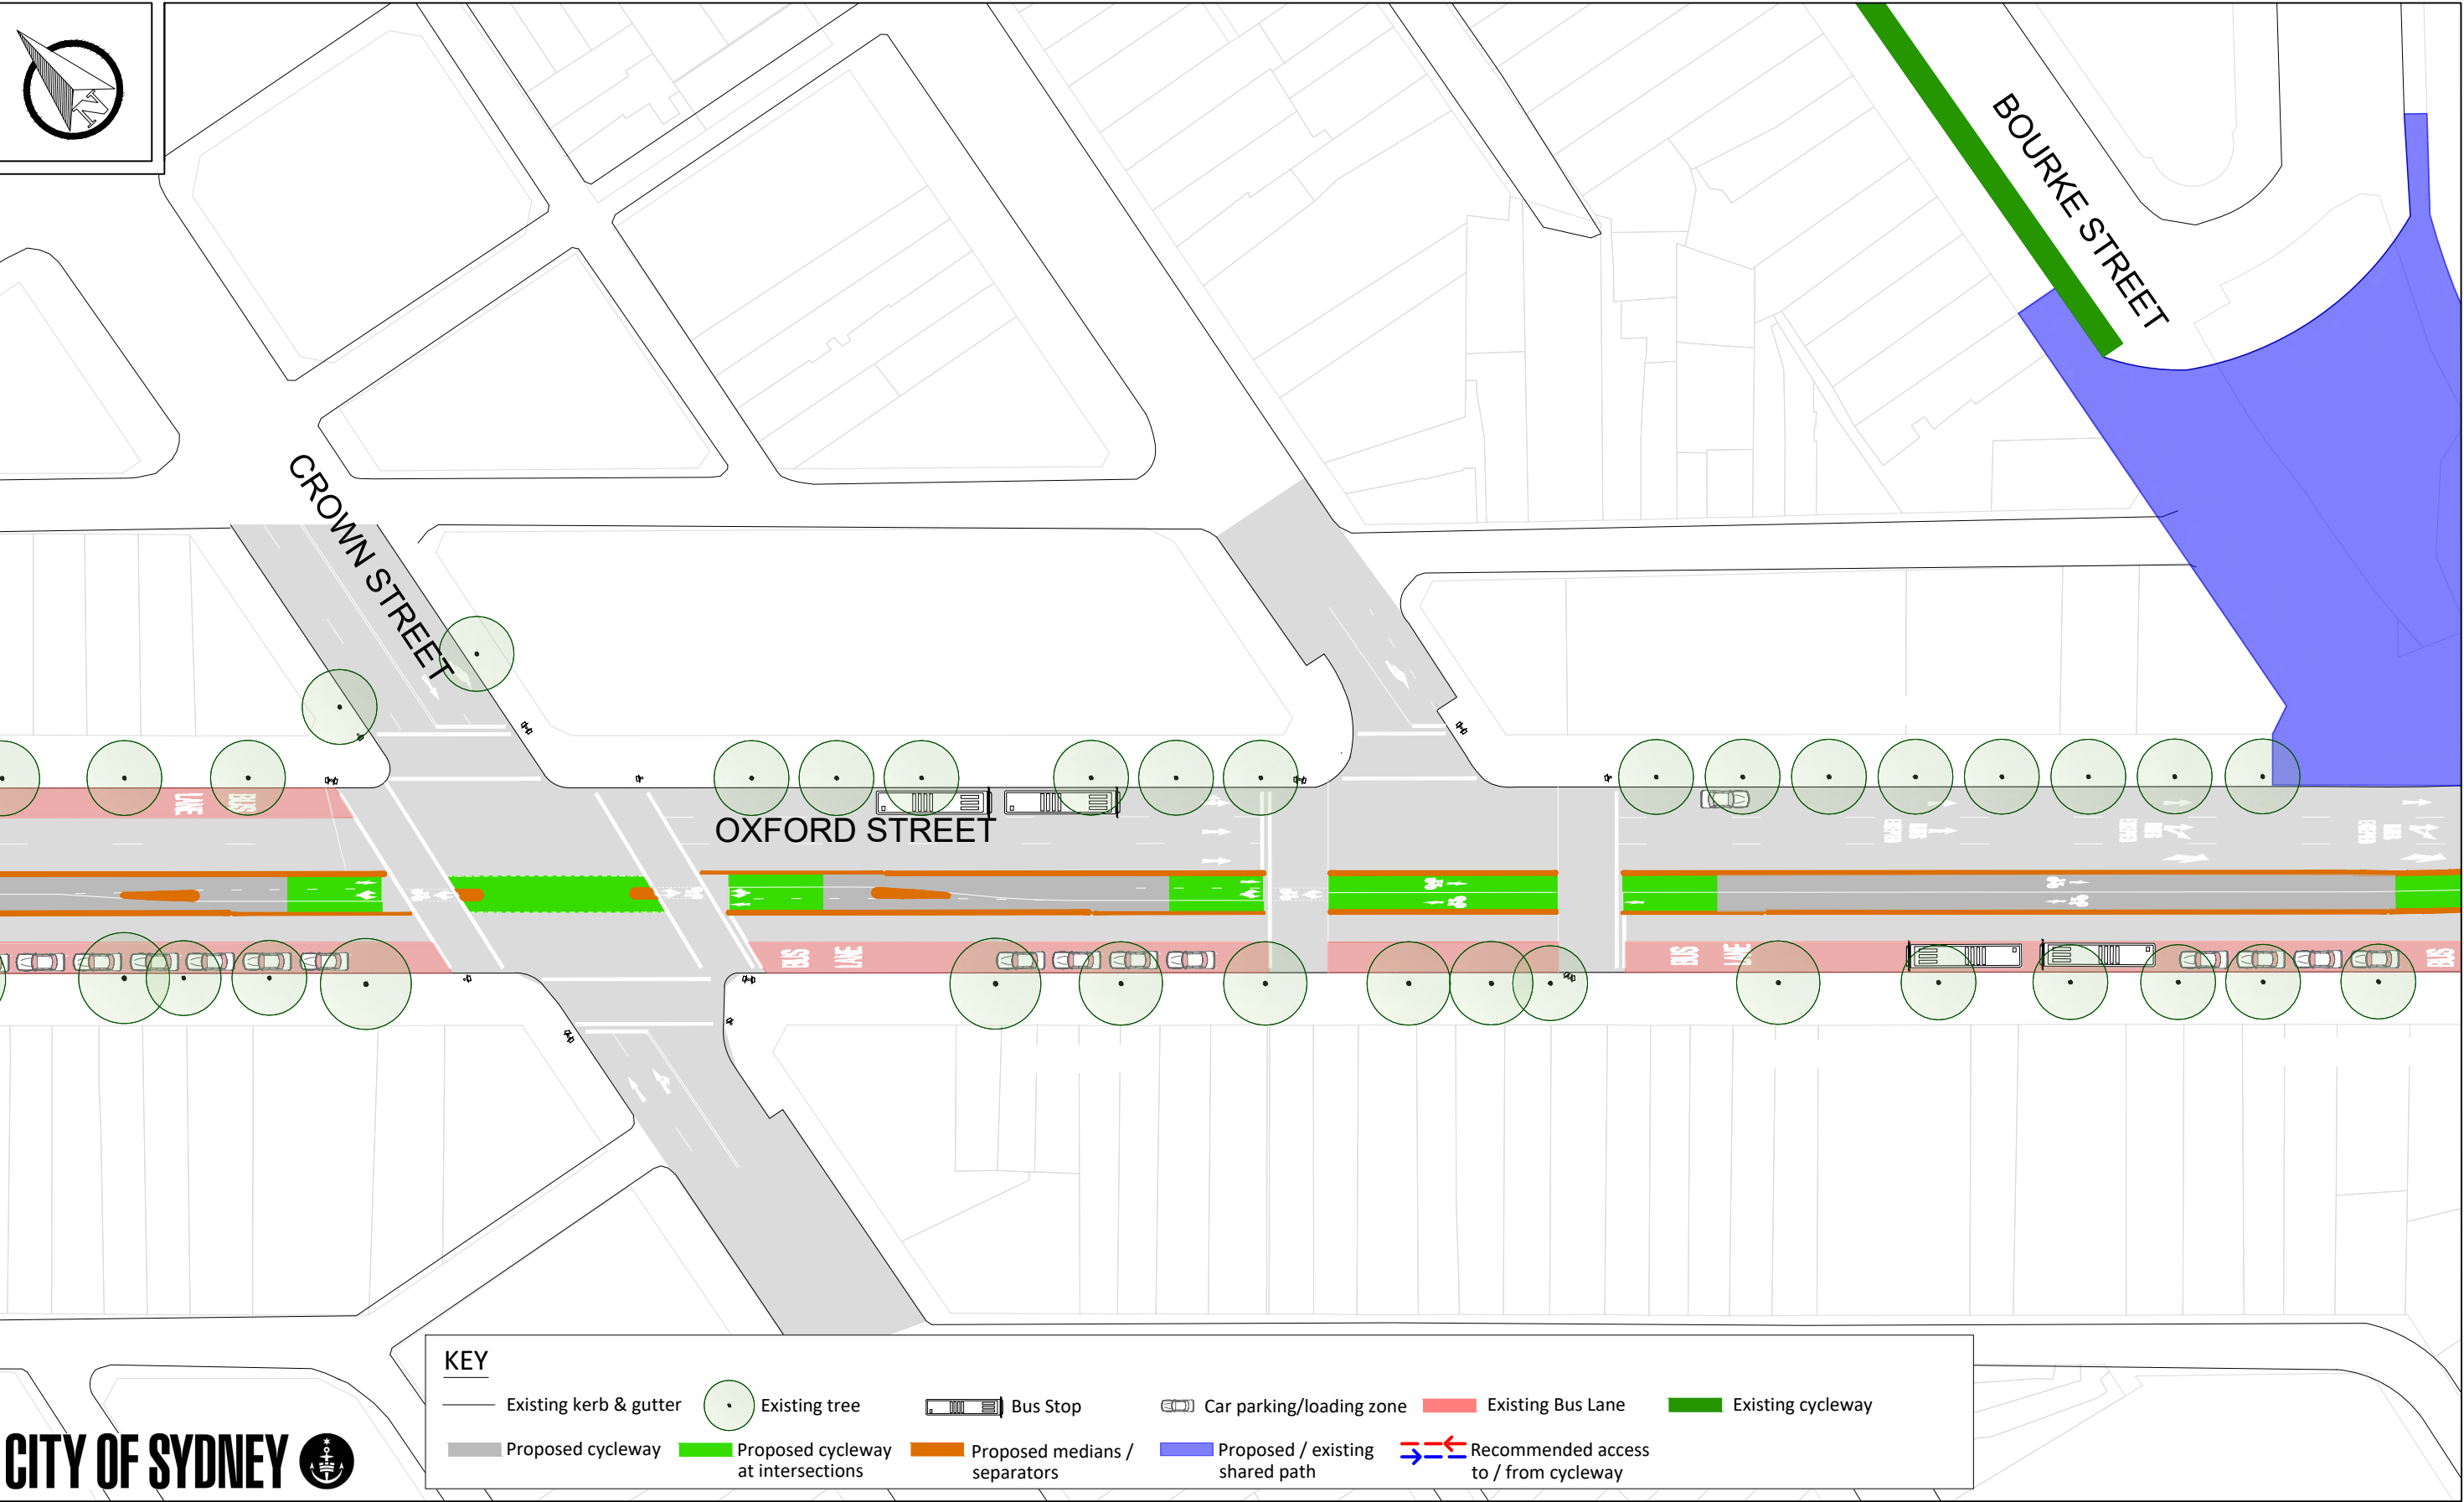 N
BOURKE STREET
CROWN STREET
LANE BUS
OXFORD STREET
BUS LANE
BUS LANE
BUS
KEY
Existing kerb & gutter
Existing tree
Bus Stop
Car parking/loading zone
Existing Bus Lane
Existing cycleway
Proposed cycleway
Proposed cycleway
at intersections
Proposed medians /
separators
Proposed / existing
shared path
Recommended access
to / from cycleway
CITY OF SYDNEY